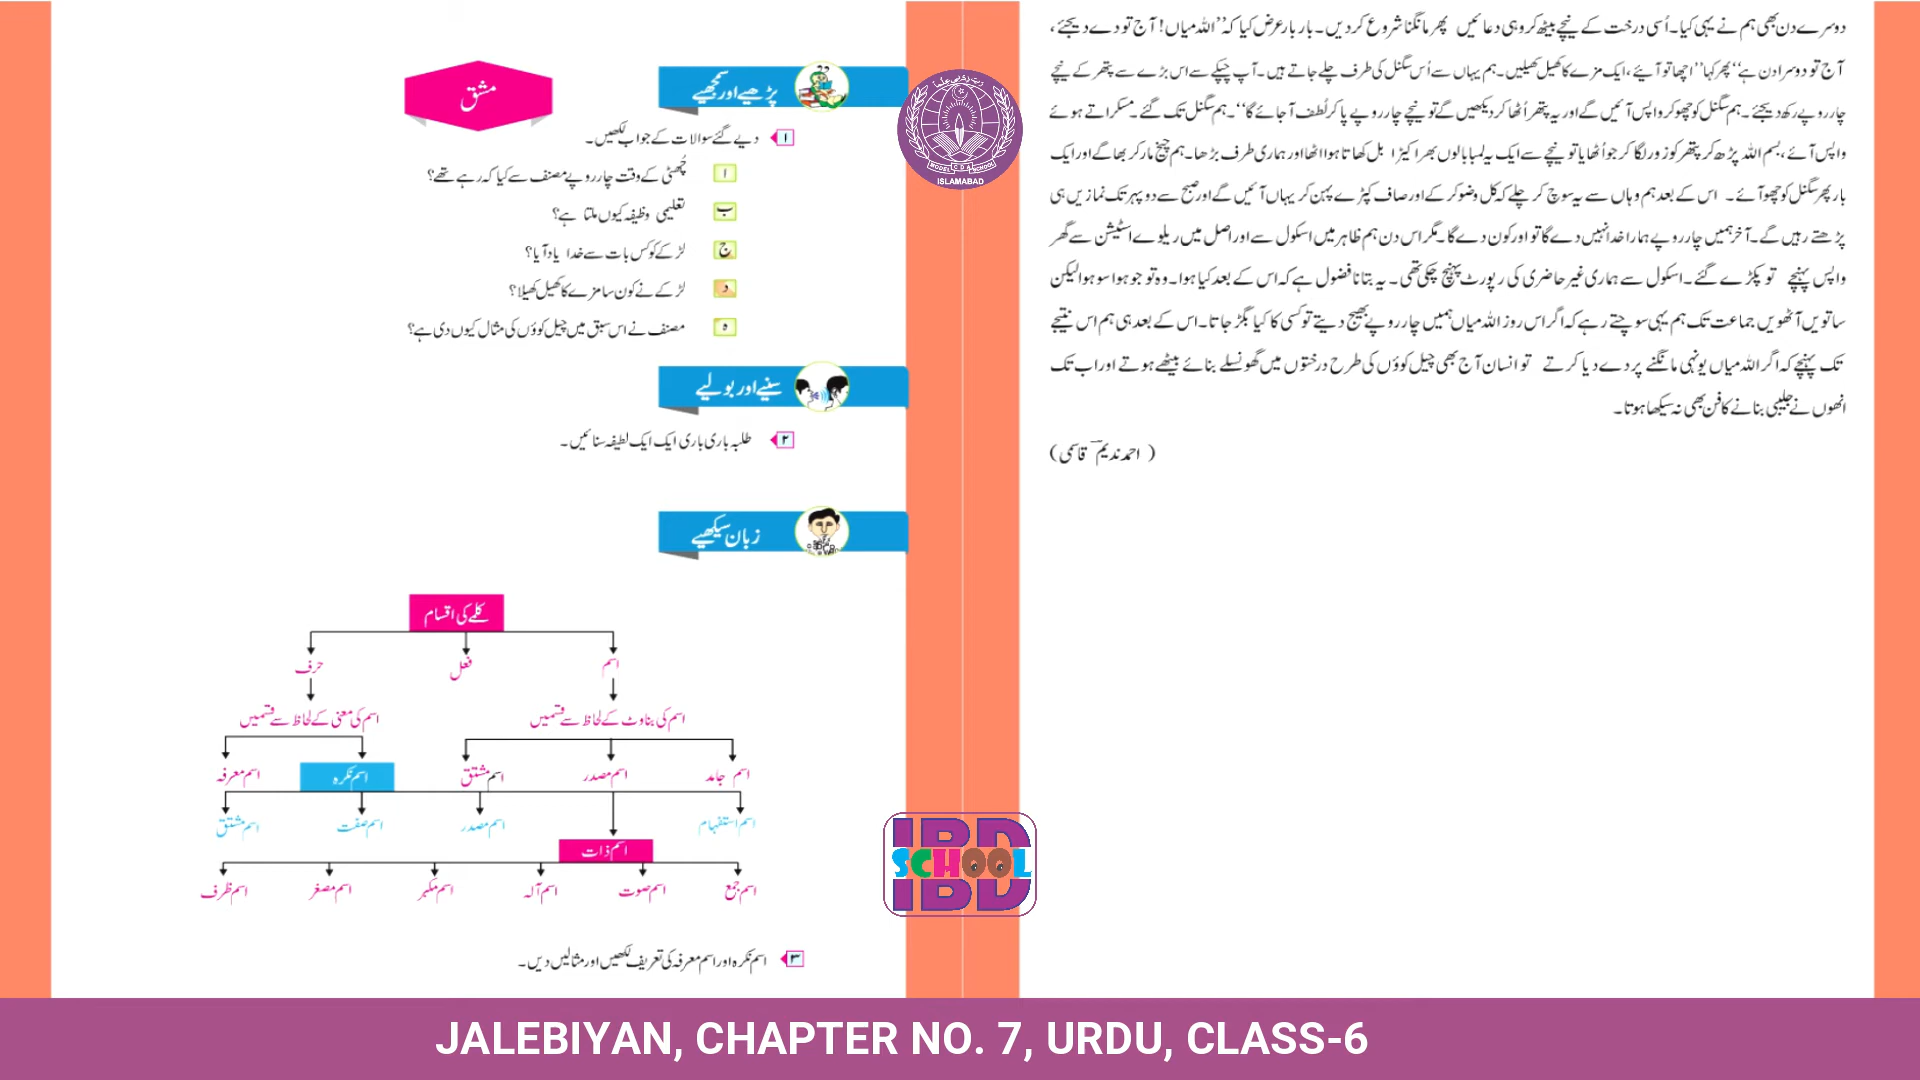 دوسرے دن بھی ہم نے یہی کیا۔ اُسی درخت کے نیچے بیٹھ کر وہی دعائیں پھر مانگنا شروع کر دیں۔ بار بار عرض کیا کہ ’’اللہ میاں! آج تو دے دیجئے،
آج تو دوسرا دن ہے‘‘ پھر کہا ’’اچھا تو آیئے، ایک مزے کا کھیل کھیلیں۔ ہم یہاں سے اُس سگنل کی طرف چلے جاتے ہیں۔ آپ چپکے سے اس بڑے سے پتھر کے نیچے
چار روپے رکھ دیجئے۔ ہم سگنل کو چھو کر واپس آئیں گے اور یہ پتھر اُٹھا کر دیکھیں گے تو نیچے چار روپے پا کر لُطف آ جائے گا‘‘۔ ہم سگنل تک گئے۔ مسکراتے ہوئے
واپس آئے، بسم اللہ پڑھ کر پتھر کو زور لگا کر جو اُٹھایا تو نیچے سے ایک یہ لمبا بالوں بھرا کیڑا بل کھاتا ہوا اٹھا اور ہماری طرف بڑھا۔ ہم چیخ مار کر بھاگے اور ایک
بار پھر سگنل کو چھو آئے۔ اس کے بعد ہم وہاں سے یہ سوچ کر چلے کہ کل وضو کر کے اور صاف کپڑے پہن کر یہاں آئیں گے اور صبح سے دوپہر تک نمازیں ہی
پڑھتے رہیں گے۔ آخر ہمیں چار روپے ہمارا خدا نہیں دے گا تو اور کون دے گا۔ مگر اس دن ہم ظاہر میں اسکول سے اور اصل میں ریلوے اسٹیشن سے گھر
واپس پہنچے تو پکڑے گئے۔ اسکول سے ہماری غیر حاضری کی رپورٹ پہنچ چکی تھی۔ یہ بتانا فضول ہے کہ اس کے بعد کیا ہوا۔ وہ تو جو ہوا سو ہوا لیکن
ساتویں آٹھویں جماعت تک ہم یہی سوچتے رہے کہ اگر اس روز اللہ میاں ہمیں چار روپے بھیج دیتے تو کسی کا کیا بگڑ جاتا۔ اس کے بعد ہی ہم اس نتیجے
تک پہنچے کہ اگر اللہ میاں یونہی مانگنے پر دے دیا کرتے تو انسان آج بھی چیل کوؤں کی طرح درختوں میں گھونسلے بنائے بیٹھے ہوتے اور اب تک
انھوں نے جلیبی بنانے کا فن بھی نہ سیکھا ہوتا۔
( احمد ندیمؔ قاسمی )
مشق
پڑھیے اور سمجھیے
۱ دیے گئے سوالات کے جواب لکھیں۔
ا چُھٹی کے وقت چار روپے مصنف سے کیا کہ رہے تھے؟
ب تعلیمی وظیفہ کیوں ملتا ہے؟
ج لڑکے کو کس بات سے خدا یاد آیا؟
د لڑکے نے کون سا مزے کا کھیل کھیلا؟
ہ مصنف نے اس سبق میں چیل کوؤں کی مثال کیوں دی ہے؟
سنیے اور بولیے
۲ طلبہ باری باری ایک ایک لطیفہ سنائیں۔
زبان سیکھیے
کلمے کی اقسام
اسم فعل حرف
اسم کی بناوٹ کے لحاظ سے قسمیں اسم کی معنی کے لحاظ سے قسمیں
اسم جامد اسم مصدر اسم مشتق اسم نکرہ اسم معرفہ
اسم استفہام اسم مصدر اسم صفت اسم مشتق
اسم ذات
اسم جمع اسم صوت اسم آلہ اسم مکبر اسم مصغر اسم ظرف
۳ اسم نکرہ اور اسم معرفہ کی تعریف لکھیں اور مثالیں دیں۔
MODEL C D A SCHOOL
ISLAMABAD
IBD
SCHOOL
IBD
JALEBIYAN, CHAPTER NO. 7, URDU, CLASS-6